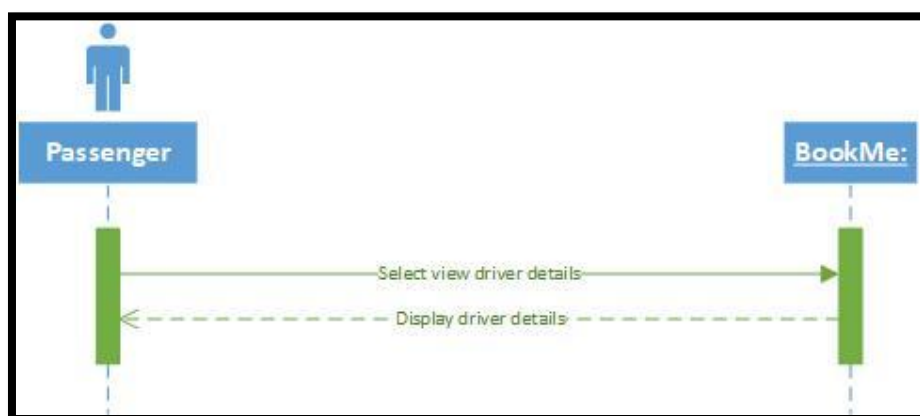 Passenger
BookMe:
Select view driver details
Display driver details